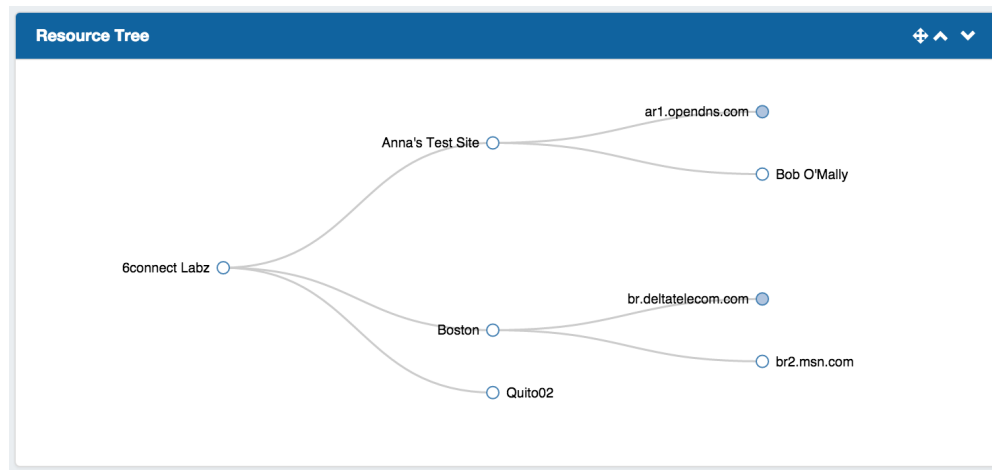 Resource Tree
ar1.opendns.com
Anna's Test Site
Bob O'Mally
6connect Labz
br.deltatelecom.com
Boston
br2.msn.com
Quito02